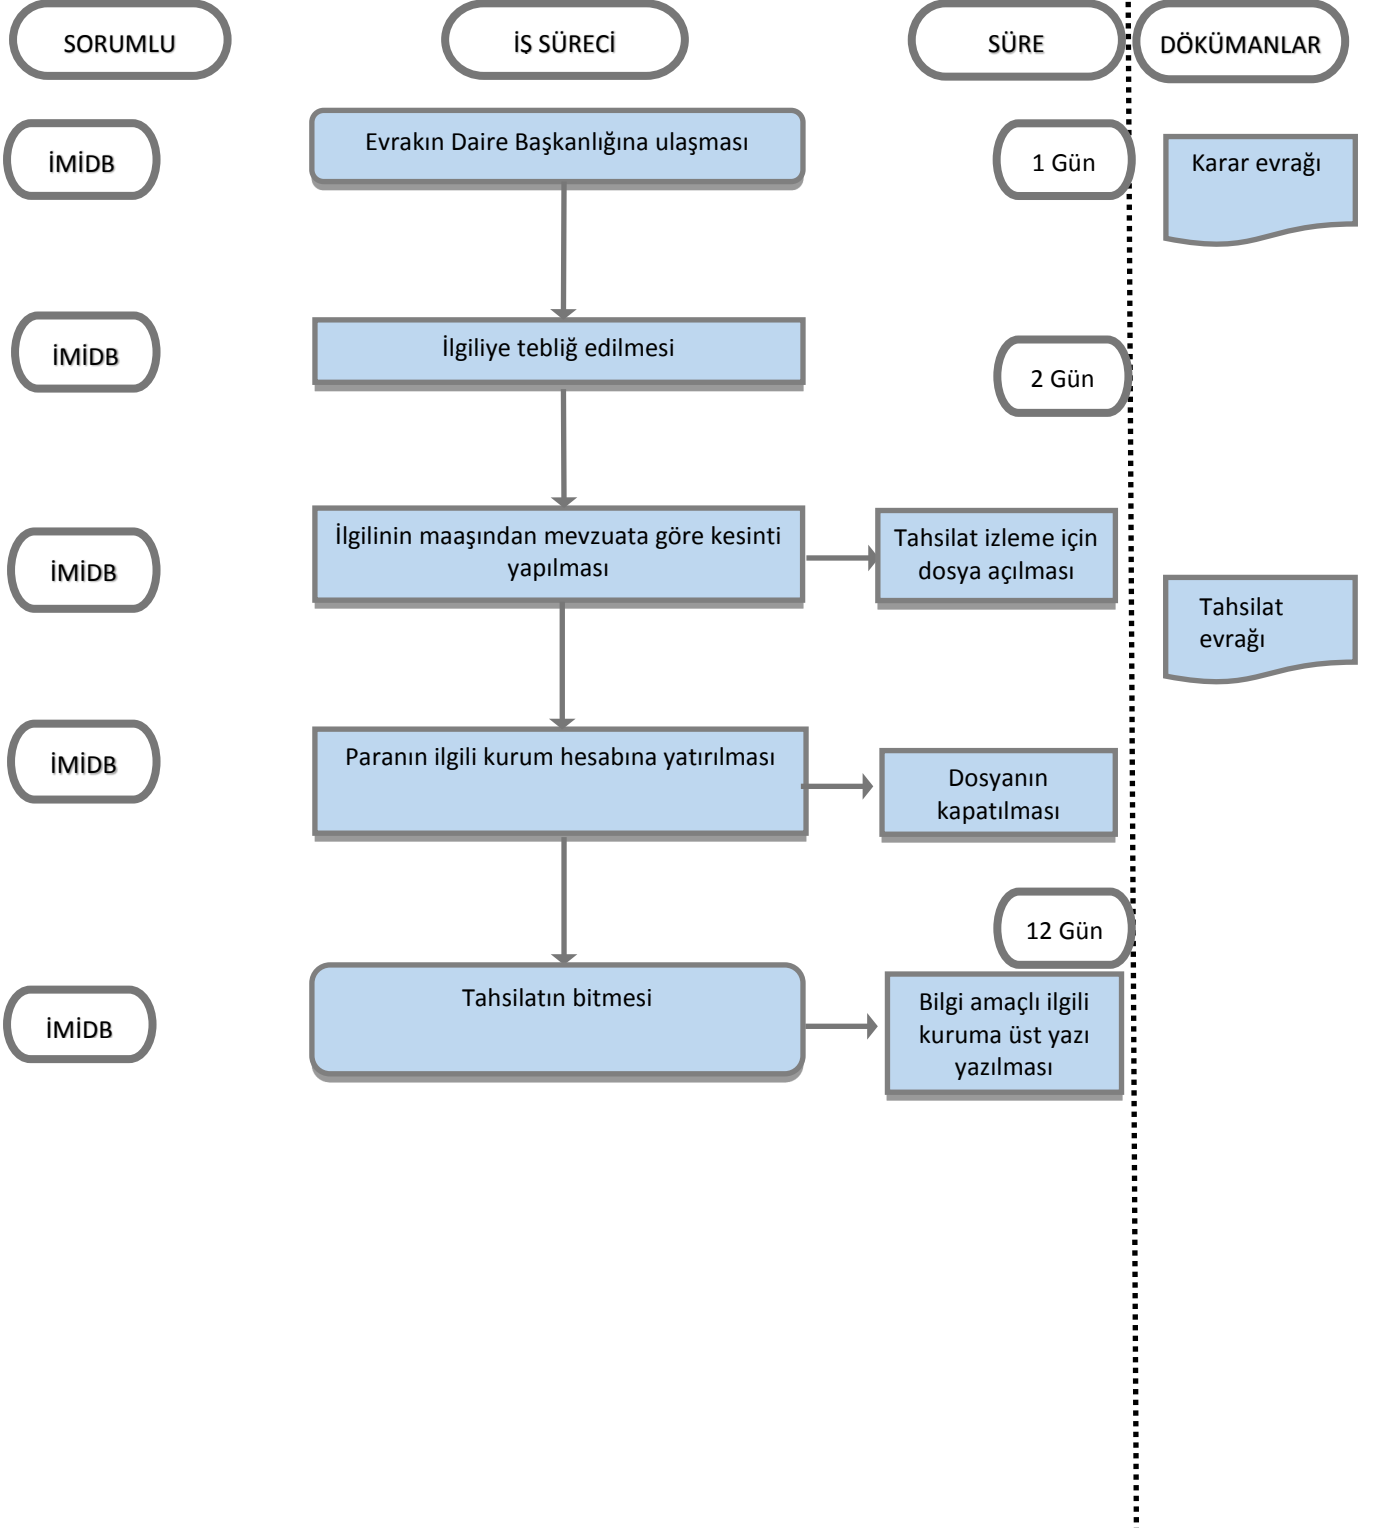 SORUMLU
İŞ SÜRECİ
SÜRE
DÖKÜMANLAR
İMİDB
Evrakın Daire Başkanlığına ulaşması
1 Gün
Karar evrağı
İMİDB
İlgiliye tebliğ edilmesi
2 Gün
İMİDB
İlgilinin maaşından mevzuata göre kesinti
yapılması
Tahsilat izleme için
dosya açılması
Tahsilat
evrağı
İMİDB
Paranın ilgili kurum hesabına yatırılması
Dosyanın
kapatılması
12 Gün
İMİDB
Tahsilatın bitmesi
Bilgi amaçlı ilgili
kuruma üst yazı
yazılması